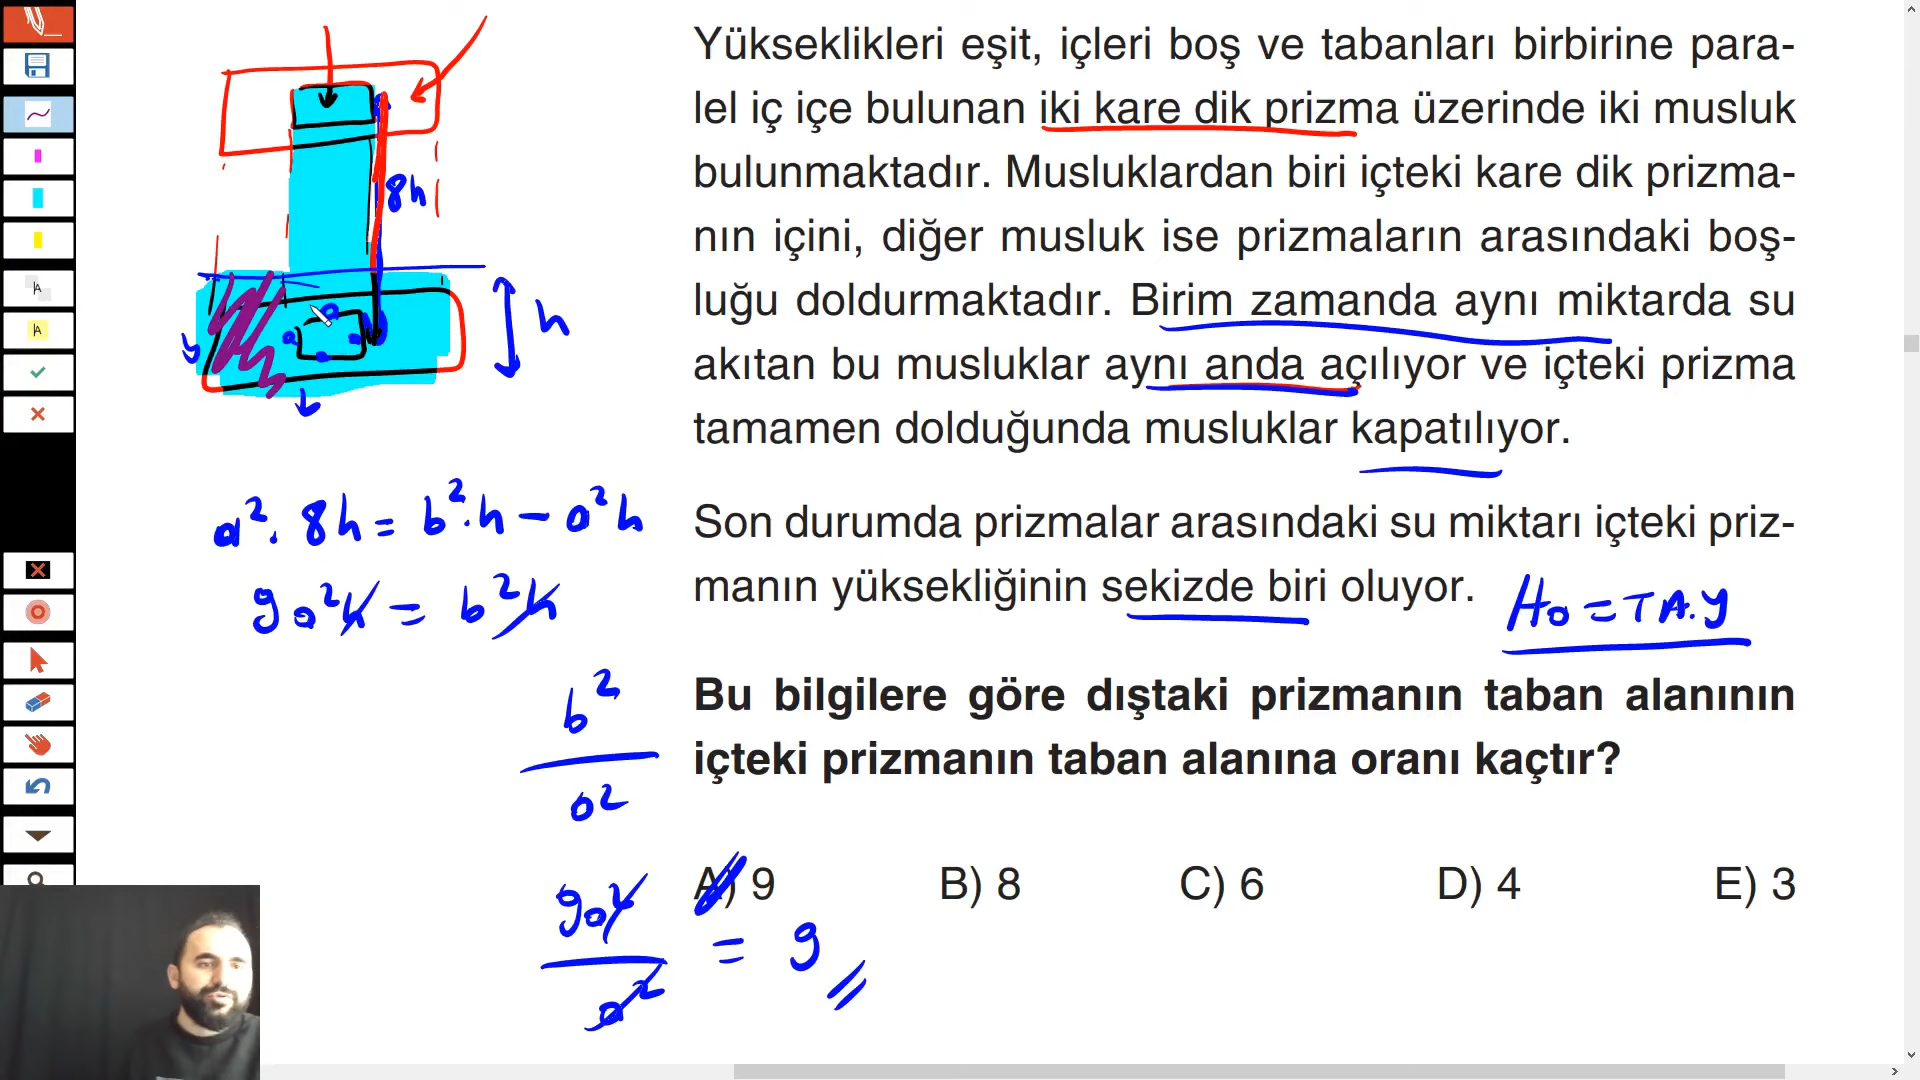 Yükseklikleri eşit, içleri boş ve tabanları birbirine para-
lel iç içe bulunan iki kare dik prizma üzerinde iki musluk
bulunmaktadır. Musluklardan biri içteki kare dik prizma-
nın içini, diğer musluk ise prizmaların arasındaki boş-
luğu doldurmaktadır. Birim zamanda aynı miktarda su
akıtan bu musluklar aynı anda açılıyor ve içteki prizma
tamamen dolduğunda musluklar kapatılıyor.
Son durumda prizmalar arasındaki su miktarı içteki priz-
manın yüksekliğinin sekizde biri oluyor.
Bu bilgilere göre dıştaki prizmanın taban alanının
içteki prizmanın taban alanına oranı kaçtır?
A) 9 B) 8 C) 6 D) 4 E) 3
8h
h
y
a². 8h = b².h - a²h
9a²h = b²h
b²
a²
9a²
a²
= 9
H0 = TA.y
A
A